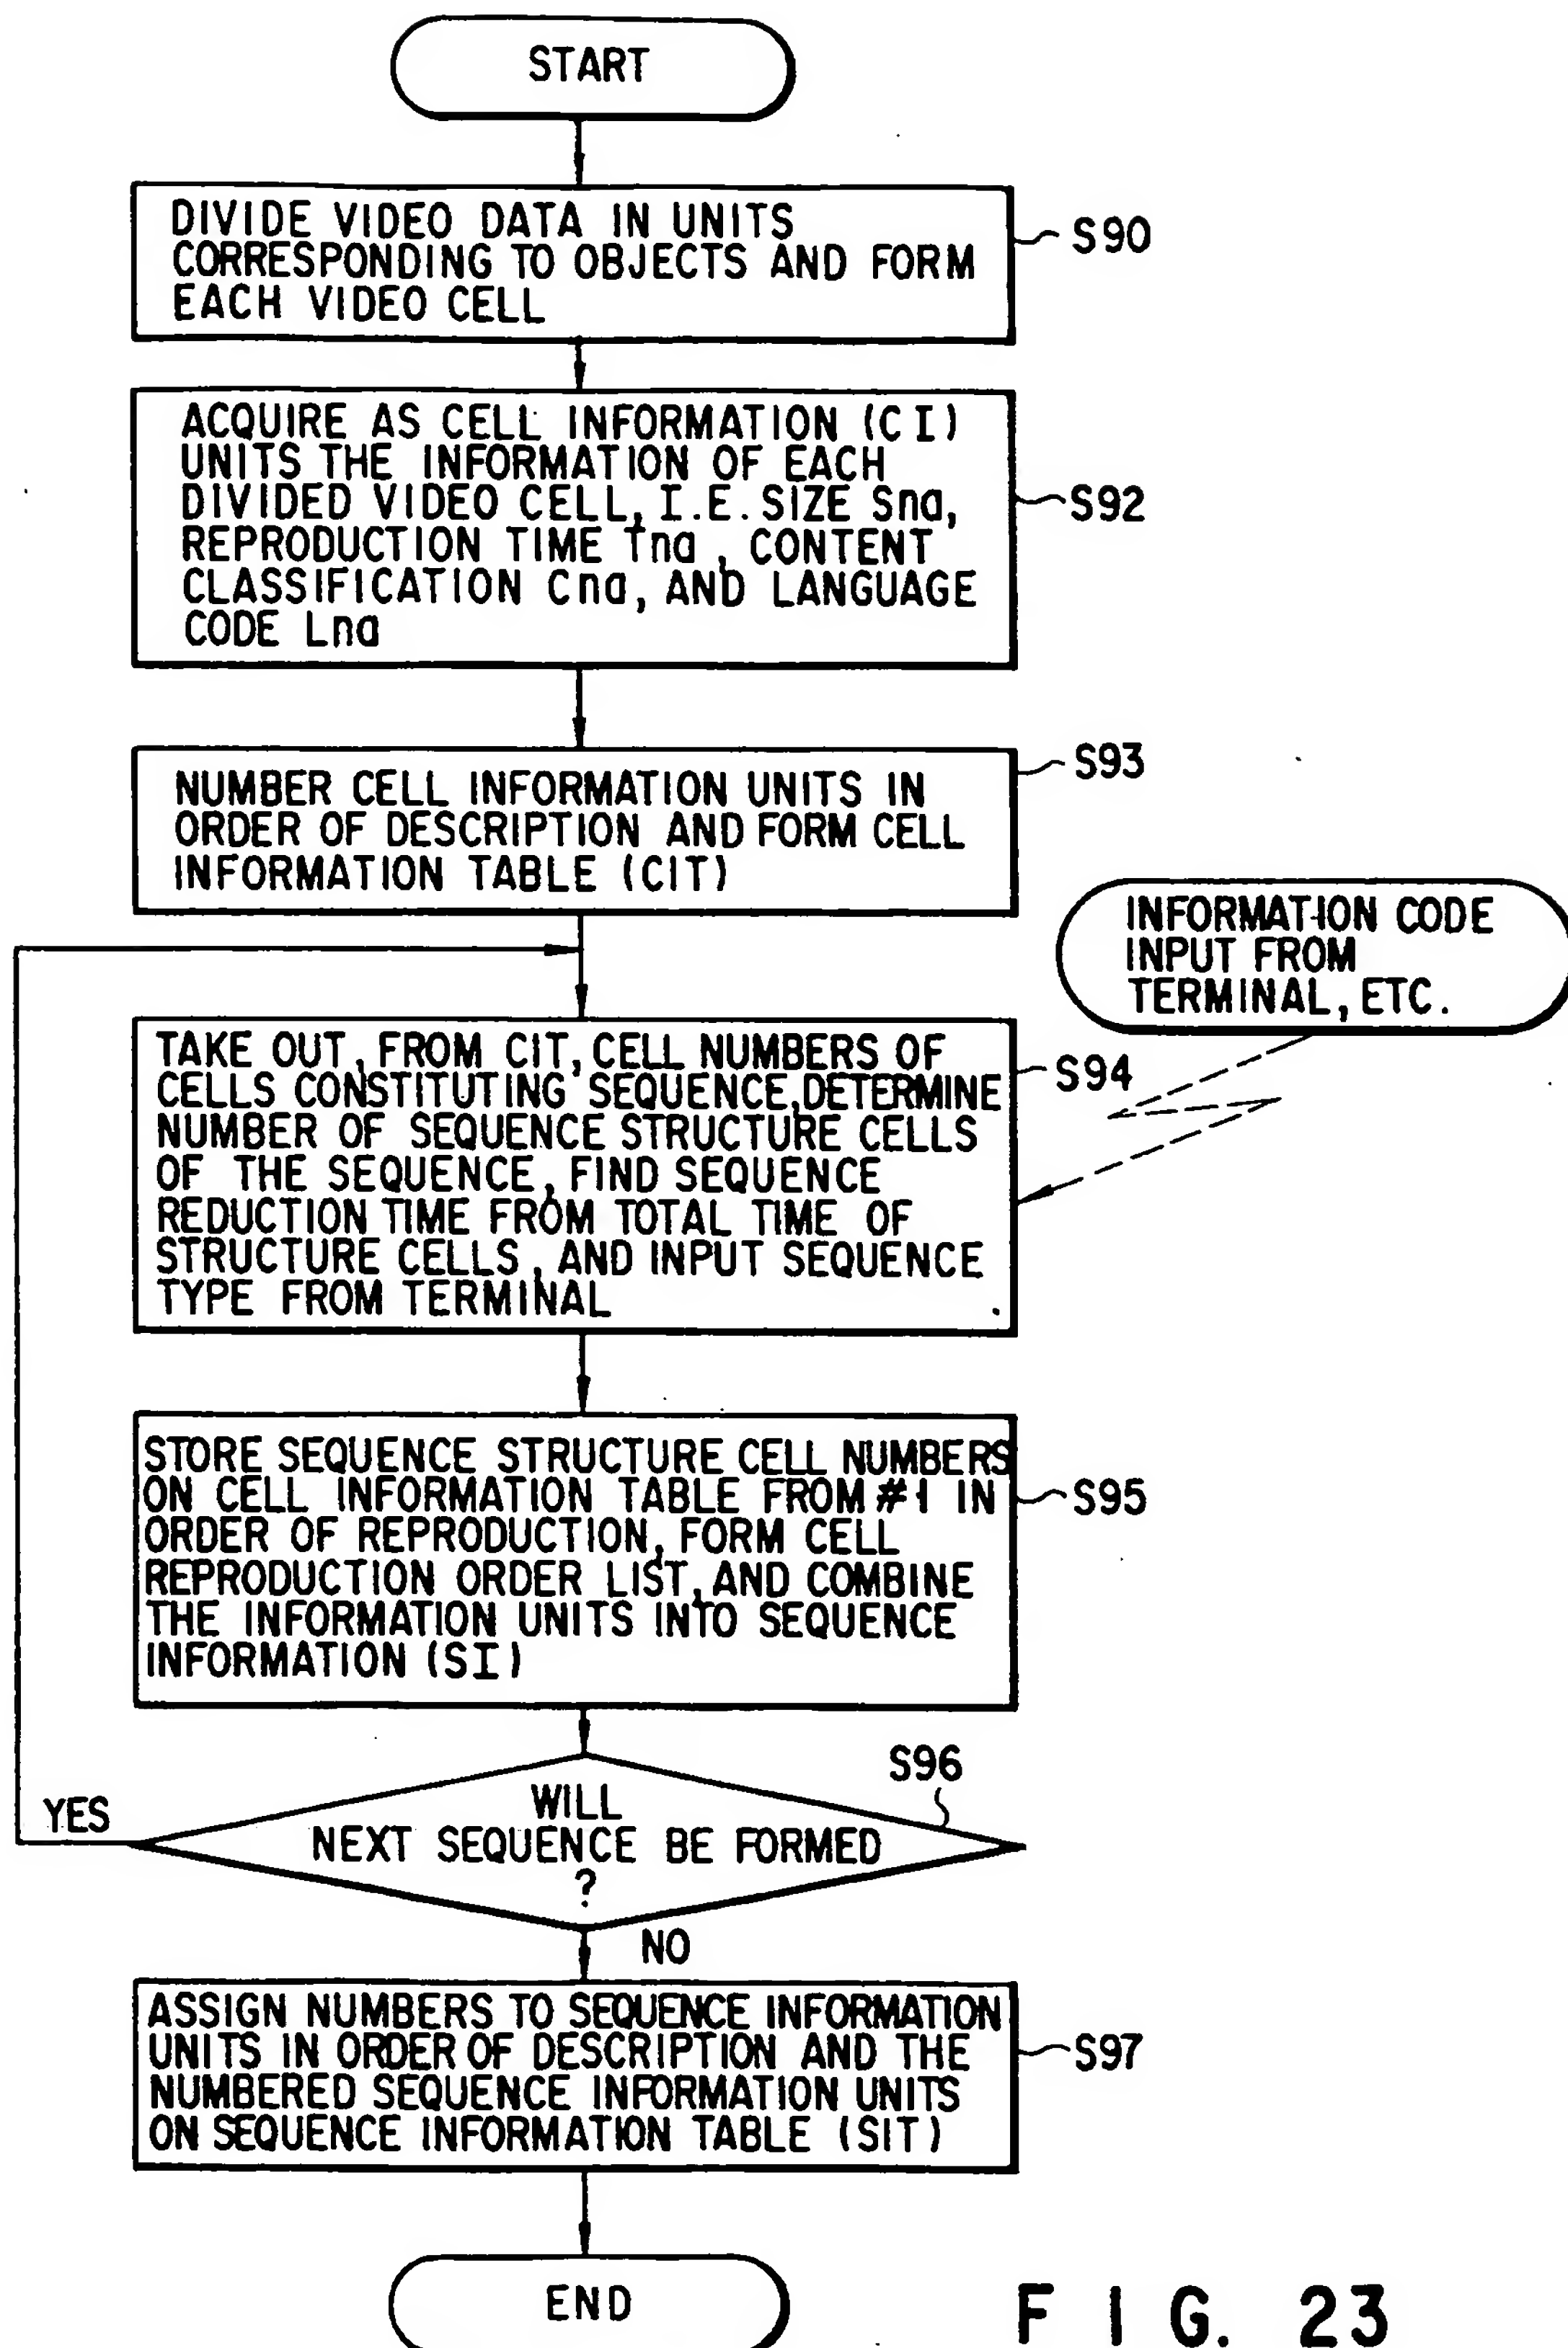 START
DIVIDE VIDEO DATA IN UNITS
CORRESPONDING TO OBJECTS AND FORM
EACH VIDEO CELL
S90
ACQUIRE AS CELL INFORMATION (CI)
UNITS THE INFORMATION OF EACH
DIVIDED VIDEO CELL, I.E. SIZE Sna,
REPRODUCTION TIME Tna, CONTENT
CLASSIFICATION Cna, AND LANGUAGE
CODE Lna
S92
NUMBER CELL INFORMATION UNITS IN
ORDER OF DESCRIPTION AND FORM CELL
INFORMATION TABLE (CIT)
S93
INFORMATION CODE
INPUT FROM
TERMINAL, ETC.
TAKE OUT, FROM CIT, CELL NUMBERS OF
CELLS CONSTITUTING SEQUENCE, DETERMINE
NUMBER OF SEQUENCE STRUCTURE CELLS
OF THE SEQUENCE, FIND SEQUENCE
REDUCTION TIME FROM TOTAL TIME OF
STRUCTURE CELLS, AND INPUT SEQUENCE
TYPE FROM TERMINAL
S94
STORE SEQUENCE STRUCTURE CELL NUMBERS
ON CELL INFORMATION TABLE FROM #1 IN
ORDER OF REPRODUCTION, FORM CELL
REPRODUCTION ORDER LIST, AND COMBINE
THE INFORMATION UNITS INTO SEQUENCE
INFORMATION (SI)
S95
S96
WILL
NEXT SEQUENCE BE FORMED
?
YES
NO
ASSIGN NUMBERS TO SEQUENCE INFORMATION
UNITS IN ORDER OF DESCRIPTION AND THE
NUMBERED SEQUENCE INFORMATION UNITS
ON SEQUENCE INFORMATION TABLE (SIT)
S97
END
FIG. 23